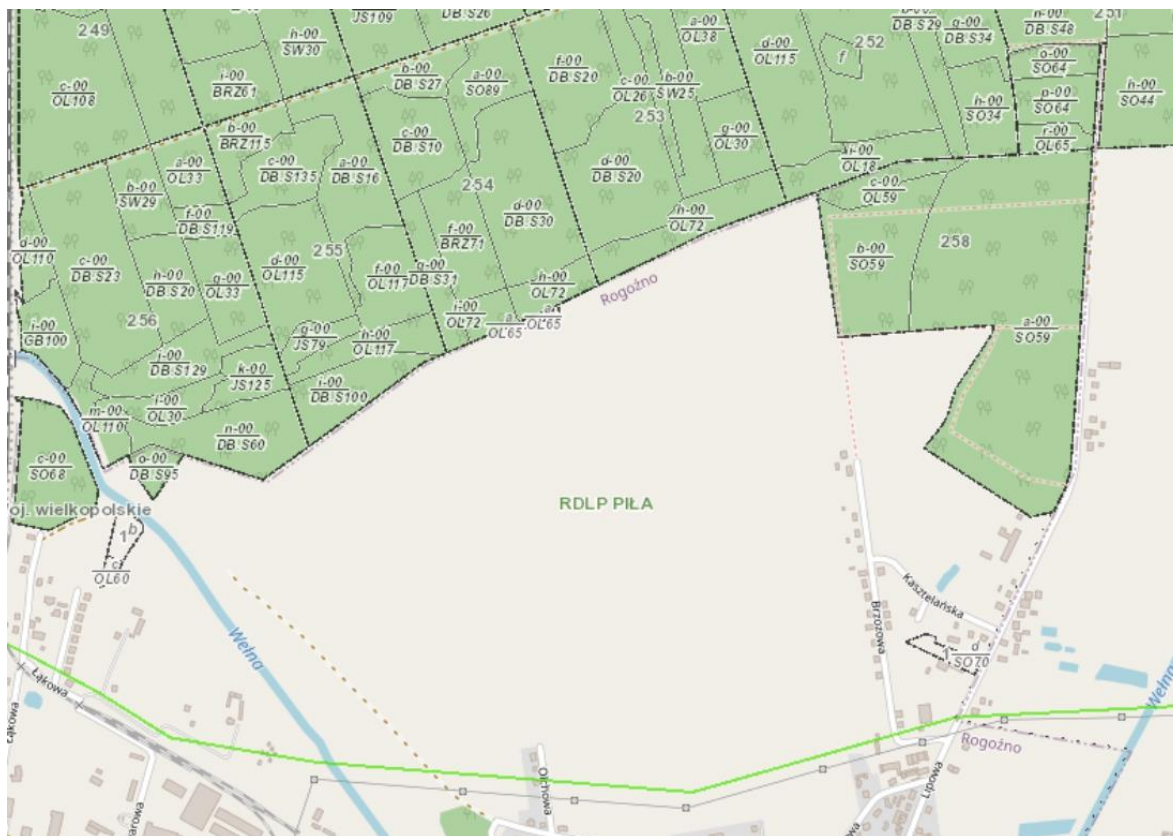 249
JS109
DB.S26
a-00
OL38
DB.S29
g-00
DB.S34
n-00
DB.S48
251
h-00
SW30
c-00
OL108
i-00
BRZ61
b-00
DB.S27
a-00
SO89
f-00
DB.S20
c-00
OL26
b-00
SW25
d-00
OL115
f
252
o-00
SO64
p-00
SO64
r-00
OL65
h-00
SO44
h-00
SO34
253
g-00
OL30
b-00
BRZ115
c-00
DB.S10
a-00
OL33
c-00
DB.S135
a-00
DB.S16
d-00
DB.S20
i-00
OL18
c-00
OL59
b-00
SW29
254
f-00
DB.S119
d-00
DB.S30
h-00
OL72
d-00
OL110
c-00
DB.S23
255
f-00
BRZ71
b-00
SO59
258
d-00
OL115
f-00
OL117
g-00
DB.S31
h-00
DB.S20
g-00
OL33
h-00
OL72
Rogoźno
256
i-00
OL72
OL65
OL65
i-00
GB100
g-00
JS79
h-00
OL117
a-00
SO59
j-00
DB.S129
k-00
JS125
i-00
DB.S100
m-00
OL110
l-00
OL30
n-00
DB.S60
c-00
SO68
o-00
DB.S95
RDLP PIŁA
oj. wielkopolskie
1
b
c
OL60
Kasztelańska
Brzozowa
Wełna
d
SO70
Łąkowa
Łąkowa
Wełna
Rogoźno
Olchowa
Lipowa
arowa